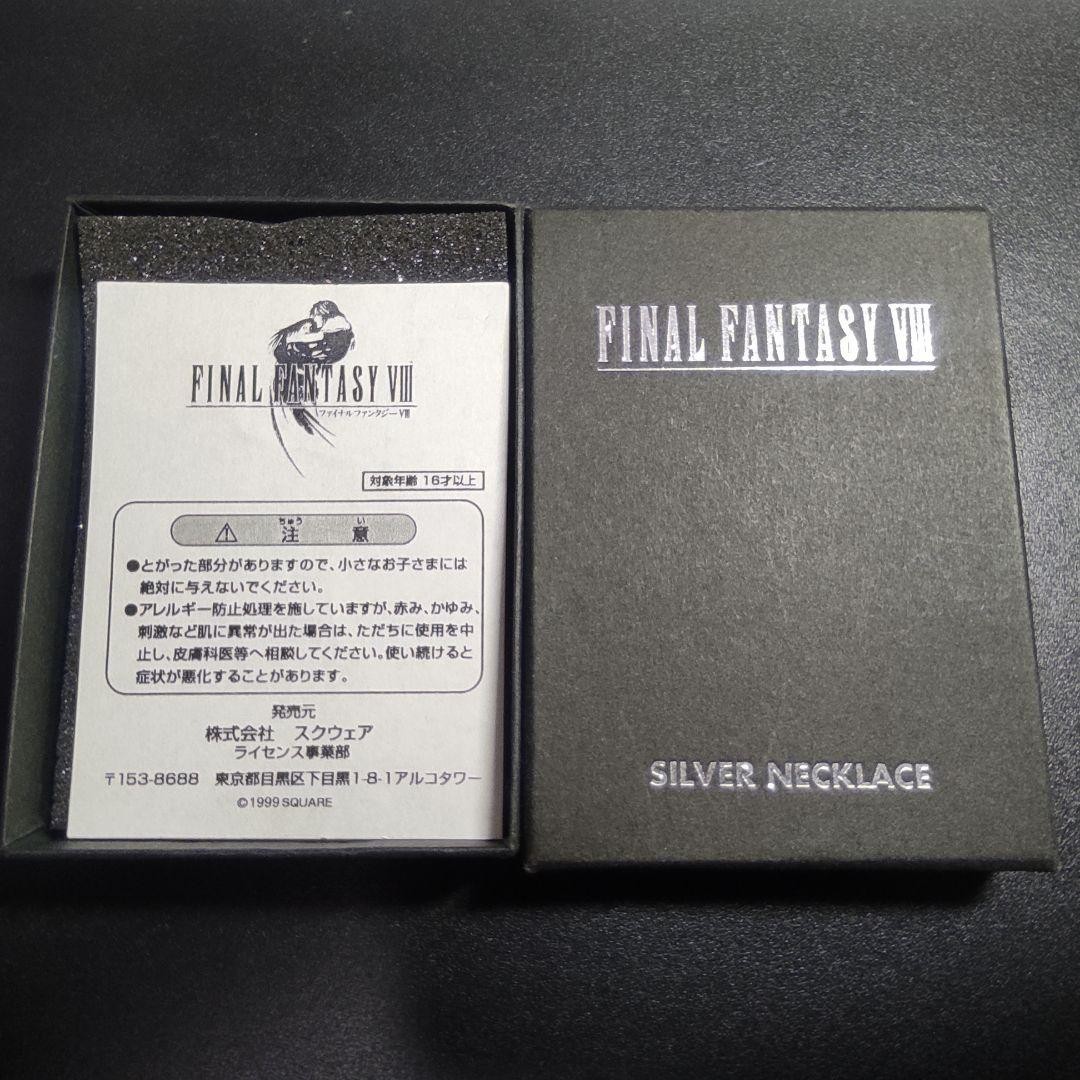 FINAL FANTASY VIII
ファイナルファンタジーVIII
対象年齢 16才以上
ちゅう い
⚠ 注 意
●とがった部分がありますので、小さなお子さまには
絶対に与えないでください。
●アレルギー防止処理を施していますが、赤み、かゆみ、
刺激など肌に異常が出た場合は、ただちに使用を中
止し、皮膚科医等へ相談してください。使い続けると
症状が悪化することがあります。
発売元
株式会社 スクウェア
ライセンス事業部
〒153-8688 東京都目黒区下目黒1-8-1アルコタワー
©1999 SQUARE
FINAL FANTASY VIII
SILVER NECKLACE